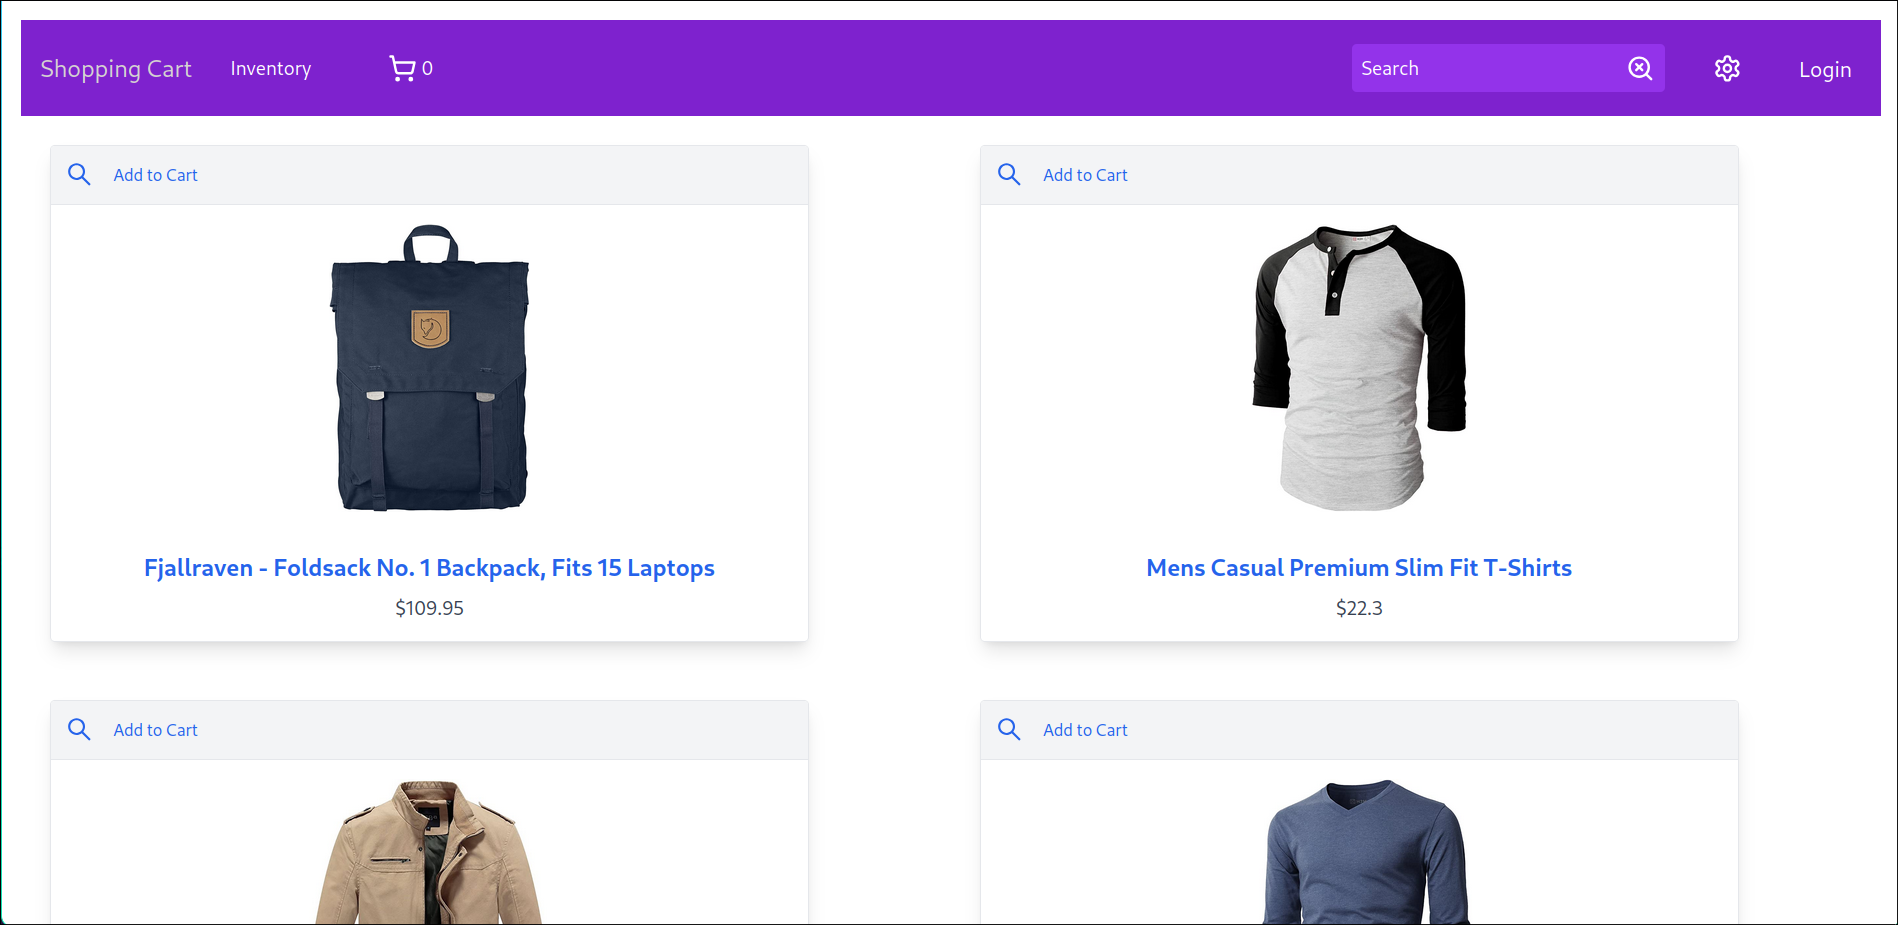 Shopping Cart Inventory 0 Search Login
Add to Cart
Add to Cart
Fjallraven - Foldsack No. 1 Backpack, Fits 15 Laptops
$109.95
Mens Casual Premium Slim Fit T-Shirts
$22.3
Add to Cart
Add to Cart